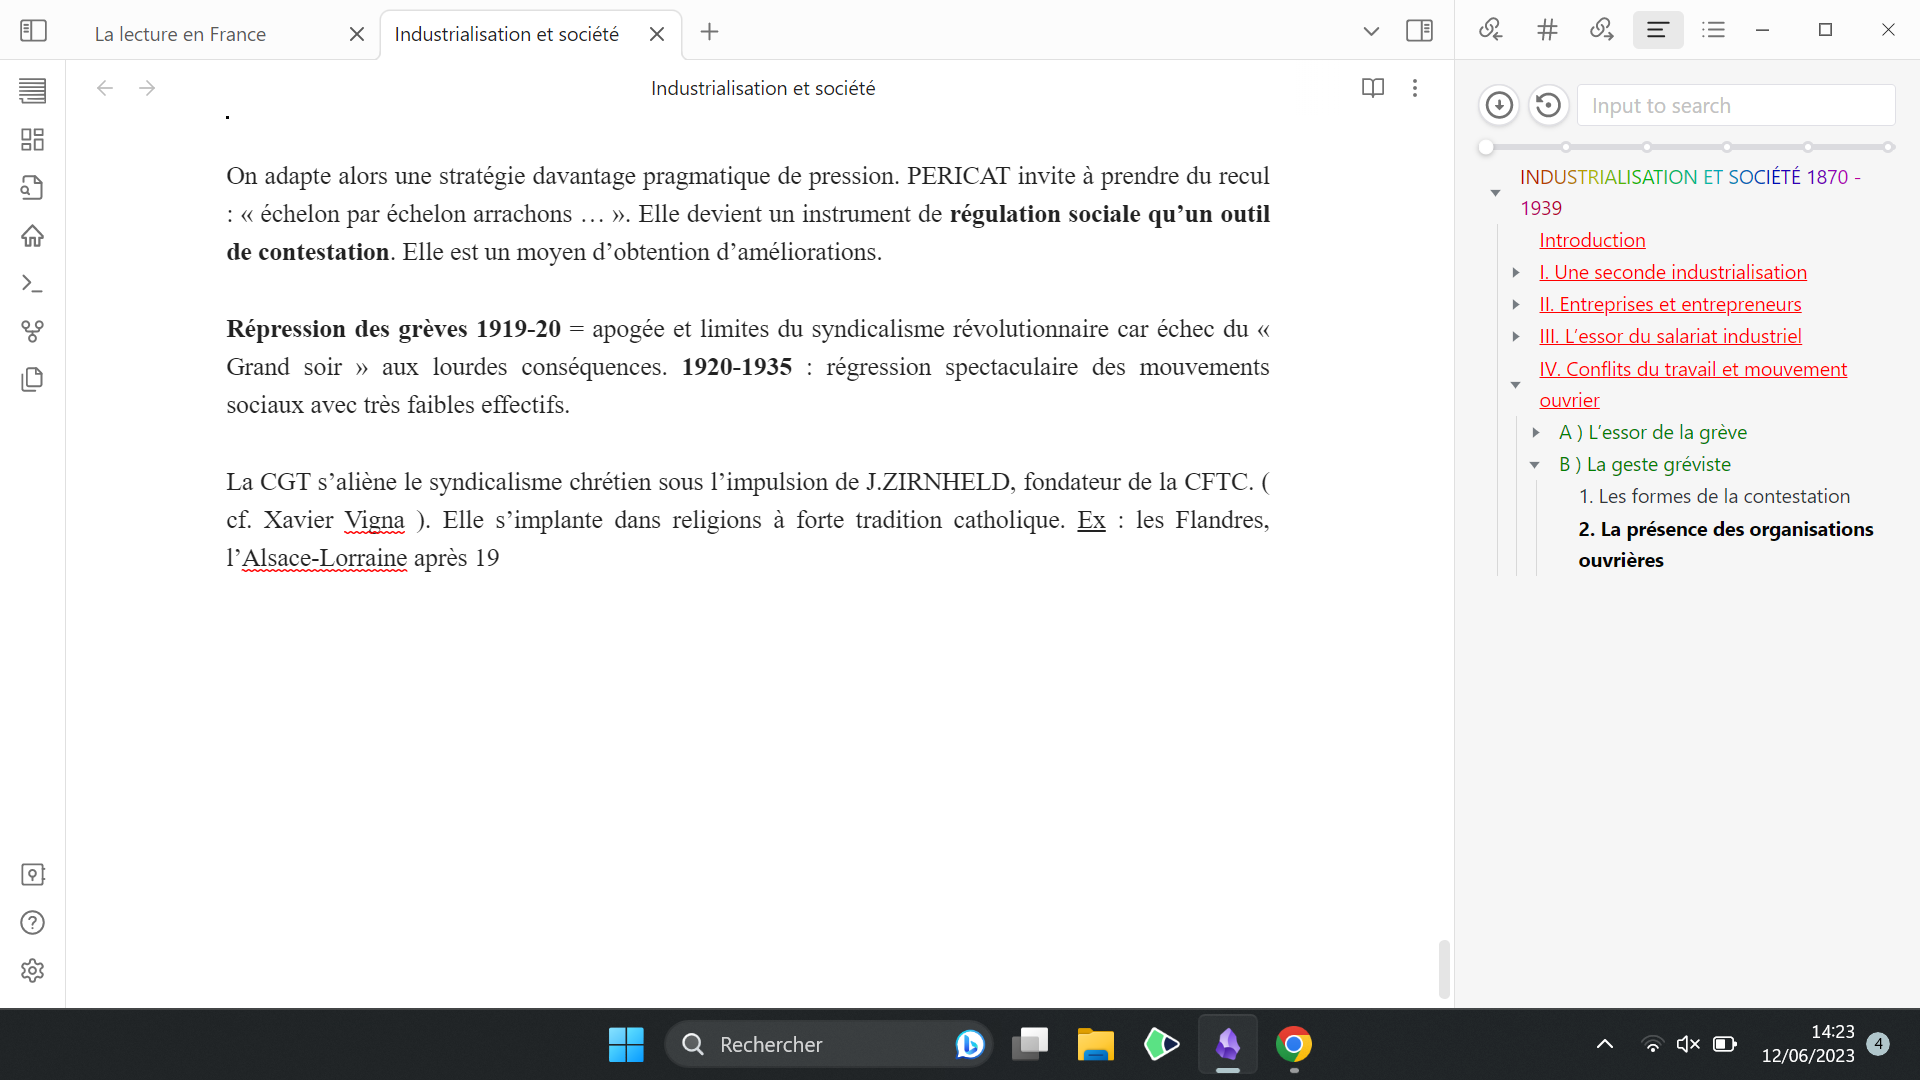 La lecture en France
Industrialisation et société
Industrialisation et société
.
On adapte alors une stratégie davantage pragmatique de pression. PERICAT invite à prendre du recul
: « échelon par échelon arrachons … ». Elle devient un instrument de régulation sociale qu’un outil
de contestation. Elle est un moyen d’obtention d’améliorations.
Répression des grèves 1919-20 = apogée et limites du syndicalisme révolutionnaire car échec du «
Grand soir » aux lourdes conséquences. 1920-1935 : régression spectaculaire des mouvements
sociaux avec très faibles effectifs.
La CGT s’aliène le syndicalisme chrétien sous l’impulsion de J.ZIRNHELD, fondateur de la CFTC. (
cf. Xavier Vigna ). Elle s’implante dans religions à forte tradition catholique. Ex : les Flandres,
l’Alsace-Lorraine après 19
Input to search
INDUSTRIALISATION ET SOCIÉTÉ 1870 -
1939
Introduction
I. Une seconde industrialisation
II. Entreprises et entrepreneurs
III. L’essor du salariat industriel
IV. Conflits du travail et mouvement
ouvrier
A ) L’essor de la grève
B ) La geste gréviste
1. Les formes de la contestation
2. La présence des organisations
ouvrières
Rechercher
14:23
12/06/2023
4